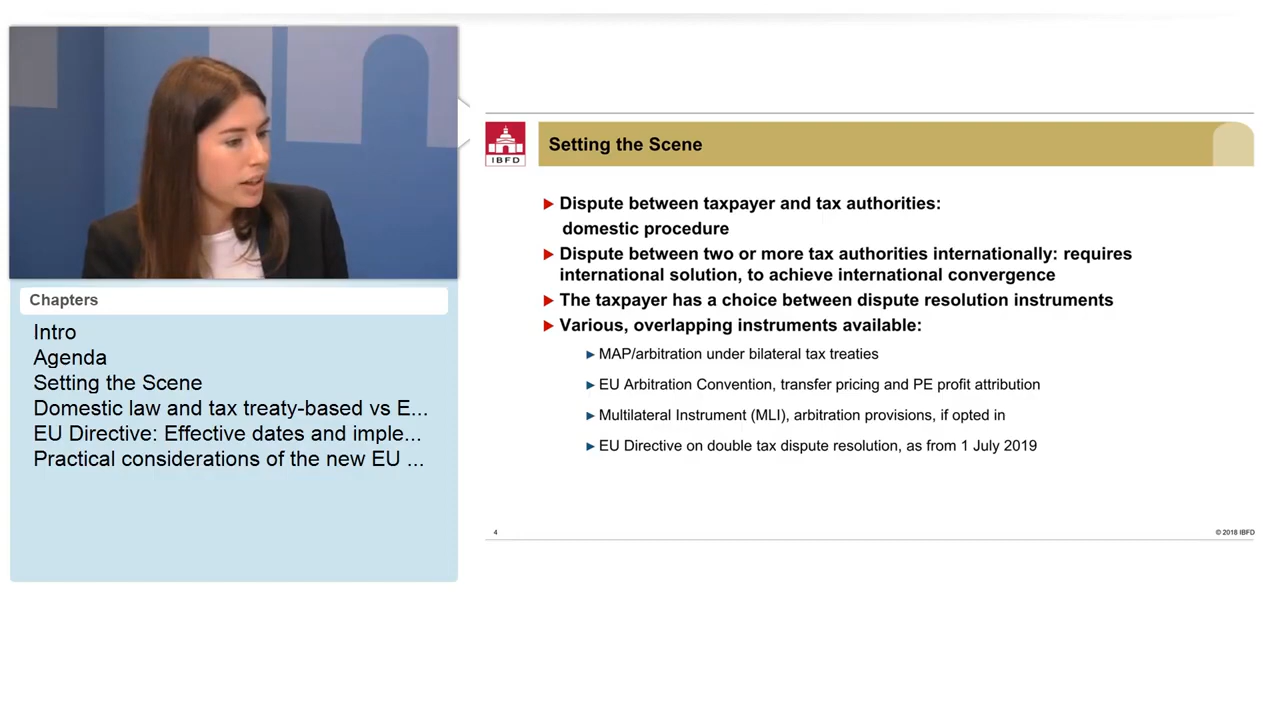 Chapters
Intro
Agenda
Setting the Scene
Domestic law and tax treaty-based vs E...
EU Directive: Effective dates and imple...
Practical considerations of the new EU ...
IBFD
Setting the Scene
Dispute between taxpayer and tax authorities:
domestic procedure
Dispute between two or more tax authorities internationally: requires
international solution, to achieve international convergence
The taxpayer has a choice between dispute resolution instruments
Various, overlapping instruments available:
MAP/arbitration under bilateral tax treaties
EU Arbitration Convention, transfer pricing and PE profit attribution
Multilateral Instrument (MLI), arbitration provisions, if opted in
EU Directive on double tax dispute resolution, as from 1 July 2019
4
© 2018 IBFD